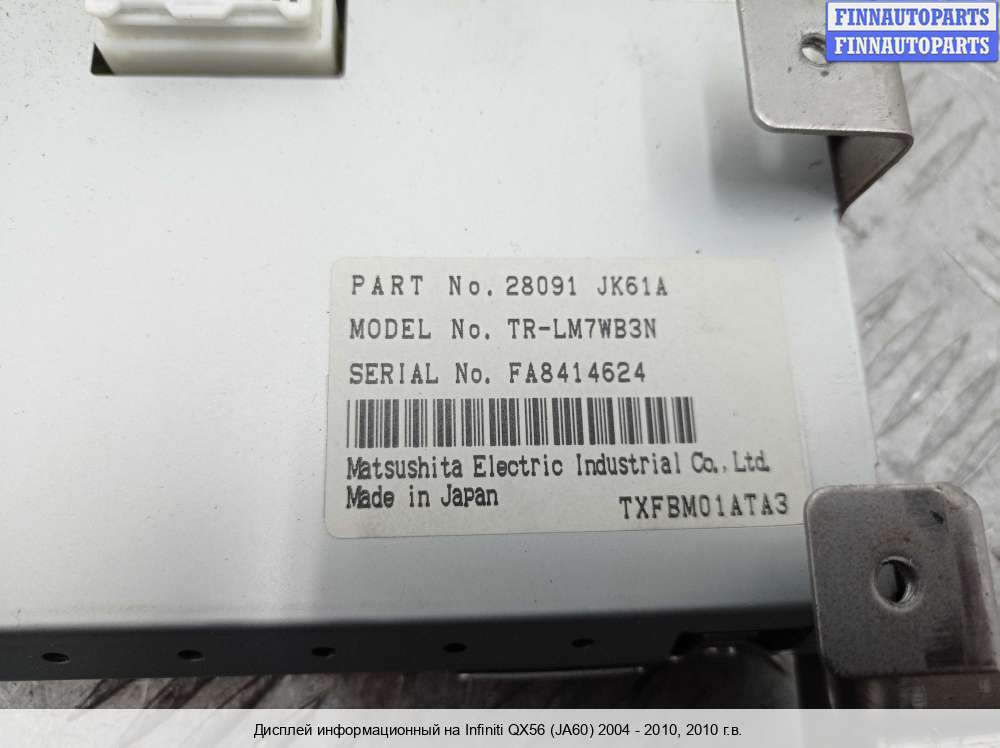 FINNAUTOPARTS
FINNAUTOPARTS
PART No. 28091 JK61A
MODEL No. TR-LM7WB3N
SERIAL No. FA8414624
Matsushita Electric Industrial Co., Ltd.
Made in Japan
TXFBM01ATA3
Дисплей информационный на Infiniti QX56 (JA60) 2004 - 2010, 2010 г.в.